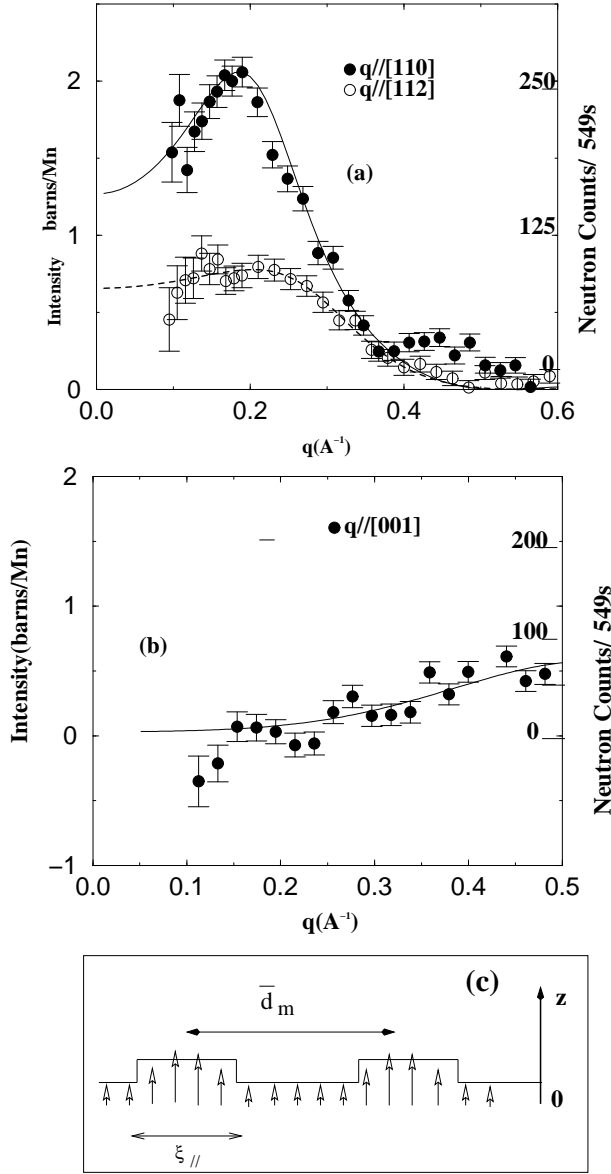 2
q//[110]
250
q//[112]
(a)
Intensity barns/Mn
1
125
Neutron Counts/ 549s
0
0
0.0
0.2
0.4
0.6
q(A⁻¹)
2
q//[001]
200
1
100
(b)
Intensity(barns/Mn)
0
0
Neutron Counts/ 549s
−1
0.0
0.1
0.2
0.3
0.4
0.5
q(A⁻¹)
(c)
d̅ m
z
0
ξ //